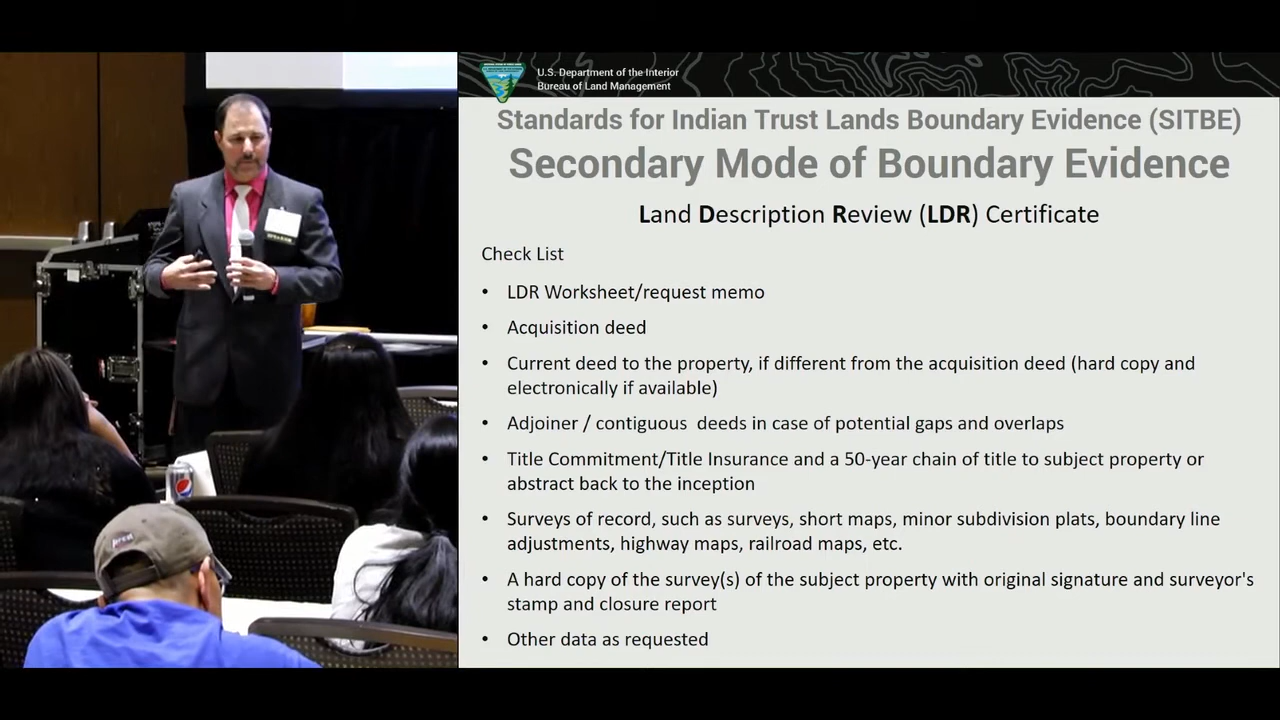 U.S. Department of the Interior
Bureau of Land Management
Standards for Indian Trust Lands Boundary Evidence (SITBE)
Secondary Mode of Boundary Evidence
Land Description Review (LDR) Certificate
Check List
• LDR Worksheet/request memo
• Acquisition deed
• Current deed to the property, if different from the acquisition deed (hard copy and
electronically if available)
• Adjoiner / contiguous deeds in case of potential gaps and overlaps
• Title Commitment/Title Insurance and a 50-year chain of title to subject property or
abstract back to the inception
• Surveys of record, such as surveys, short maps, minor subdivision plats, boundary line
adjustments, highway maps, railroad maps, etc.
• A hard copy of the survey(s) of the subject property with original signature and surveyor's
stamp and closure report
• Other data as requested